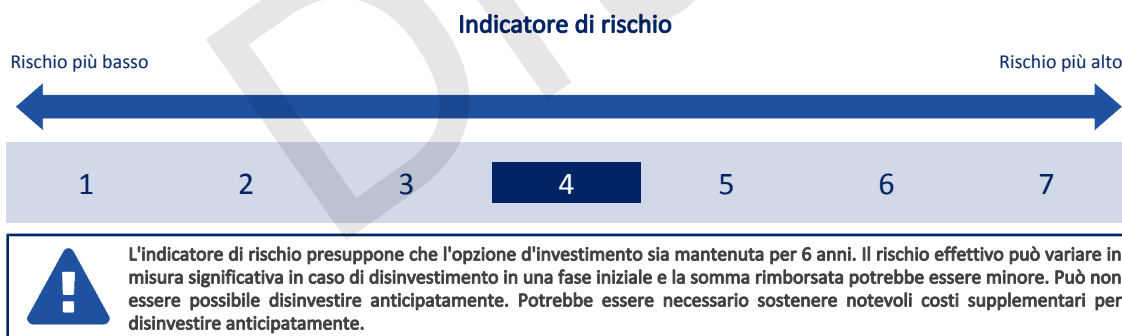 Indicatore di rischio
Rischio più basso
Rischio più alto
1 2 3 4 5 6 7
L'indicatore di rischio presuppone che l'opzione d'investimento sia mantenuta per 6 anni. Il rischio effettivo può variare in
misura significativa in caso di disinvestimento in una fase iniziale e la somma rimborsata potrebbe essere minore. Può non
essere possibile disinvestire anticipatamente. Potrebbe essere necessario sostenere notevoli costi supplementari per
disinvestire anticipatamente.